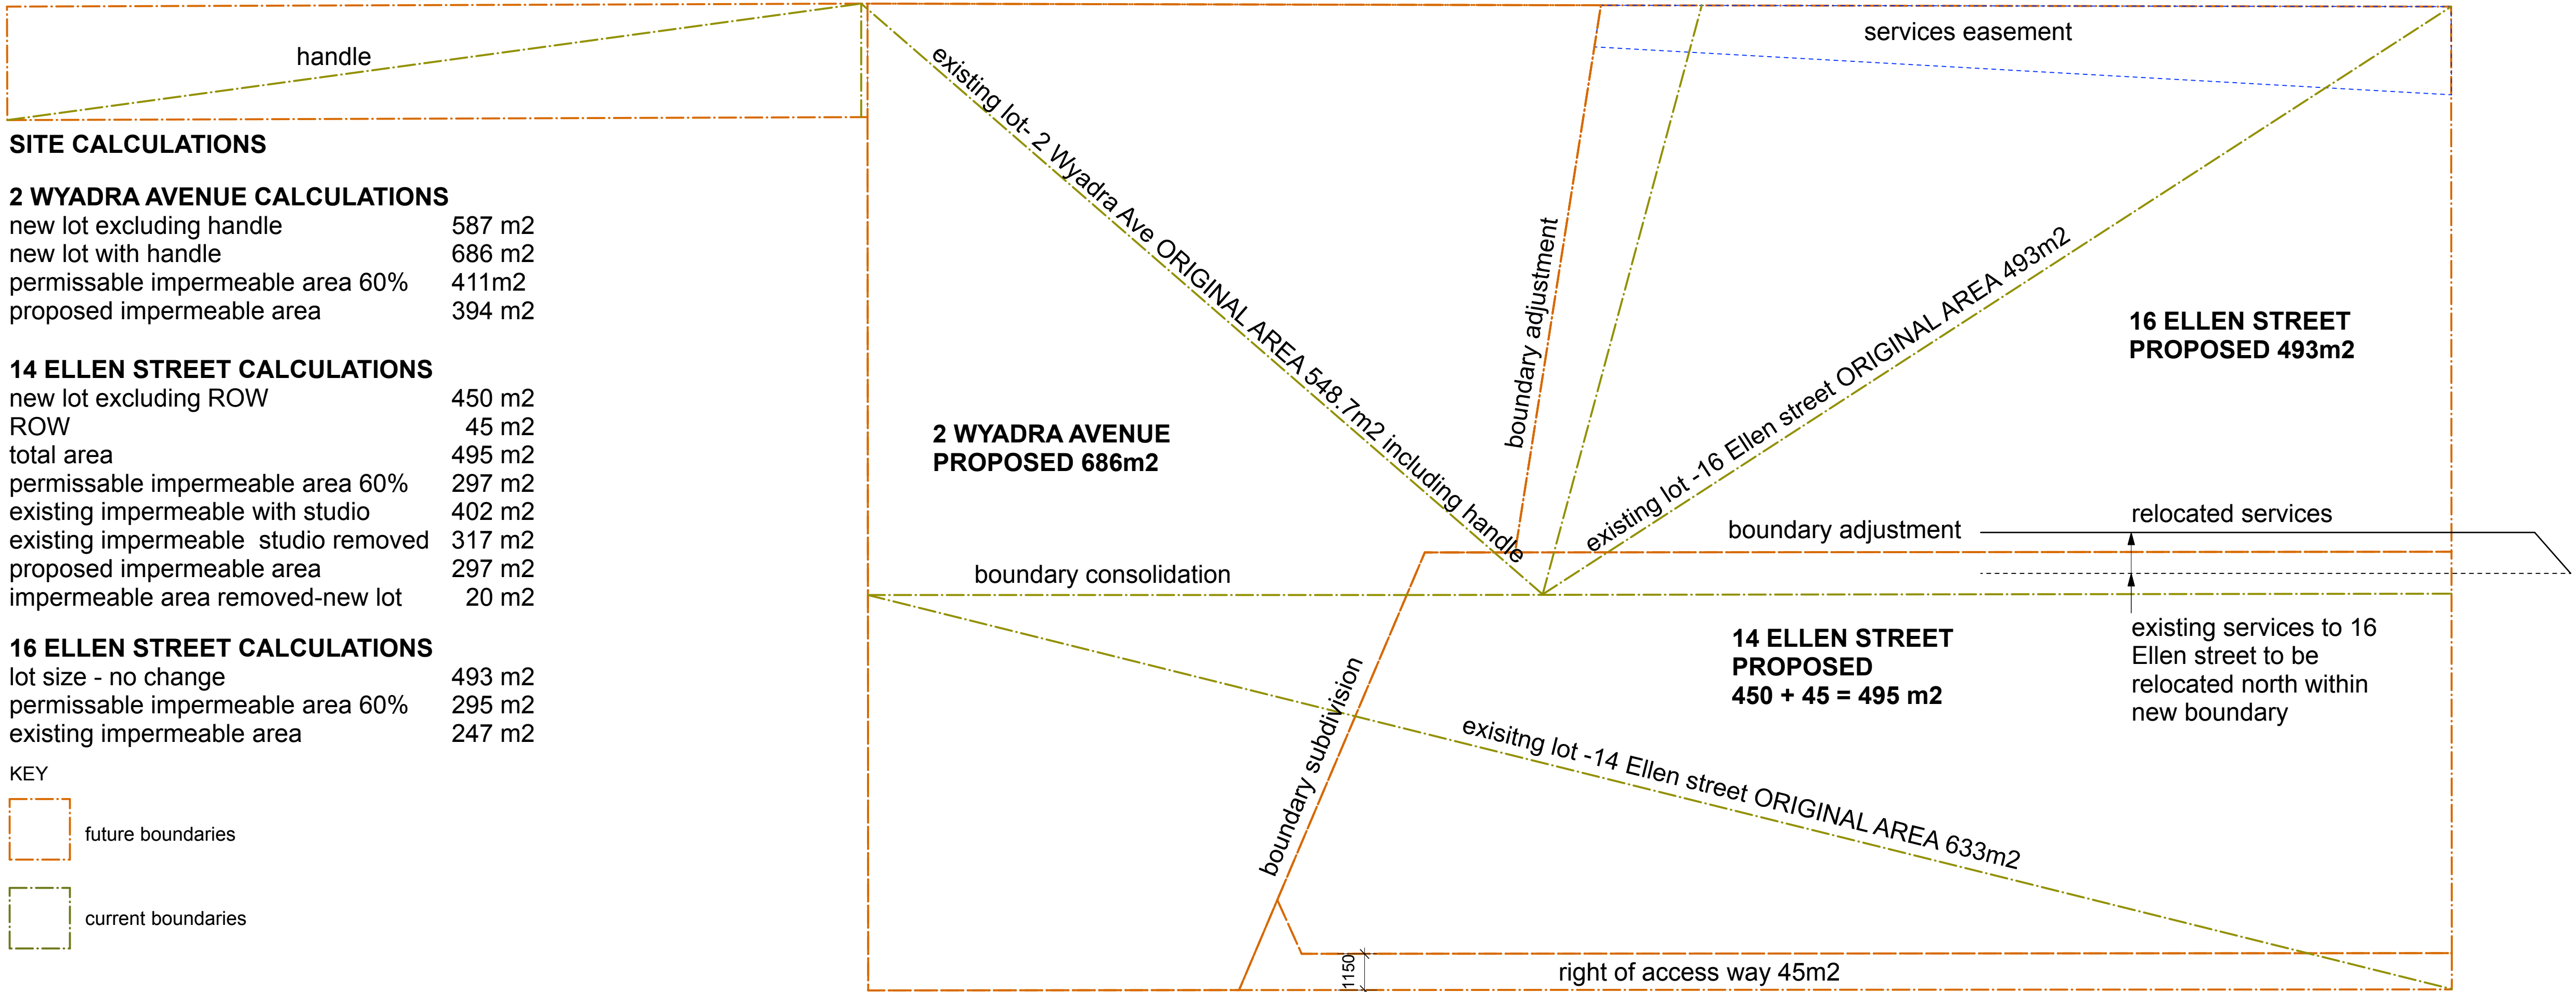 handle
SITE CALCULATIONS
2 WYADRA AVENUE CALCULATIONS
new lot excluding handle 587 m2
new lot with handle 686 m2
permissable impermeable area 60% 411m2
proposed impermeable area 394 m2
14 ELLEN STREET CALCULATIONS
new lot excluding ROW 450 m2
ROW 45 m2
total area 495 m2
permissable impermeable area 60% 297 m2
existing impermeable with studio 402 m2
existing impermeable studio removed 317 m2
proposed impermeable area 297 m2
impermeable area removed-new lot 20 m2
16 ELLEN STREET CALCULATIONS
lot size - no change 493 m2
permissable impermeable area 60% 295 m2
existing impermeable area 247 m2
KEY
future boundaries
current boundaries
existing lot- 2 Wyadra Ave ORIGINAL AREA 548.7m2 including handle
2 WYADRA AVENUE
PROPOSED 686m2
boundary consolidation
boundary adjustment
services easement
existing lot -16 Ellen street ORIGINAL AREA 493m2
16 ELLEN STREET
PROPOSED 493m2
boundary adjustment
relocated services
existing services to 16
Ellen street to be
relocated north within
new boundary
14 ELLEN STREET
PROPOSED
450 + 45 = 495 m2
boundary subdivision
exisitng lot -14 Ellen street ORIGINAL AREA 633m2
1150
right of access way 45m2